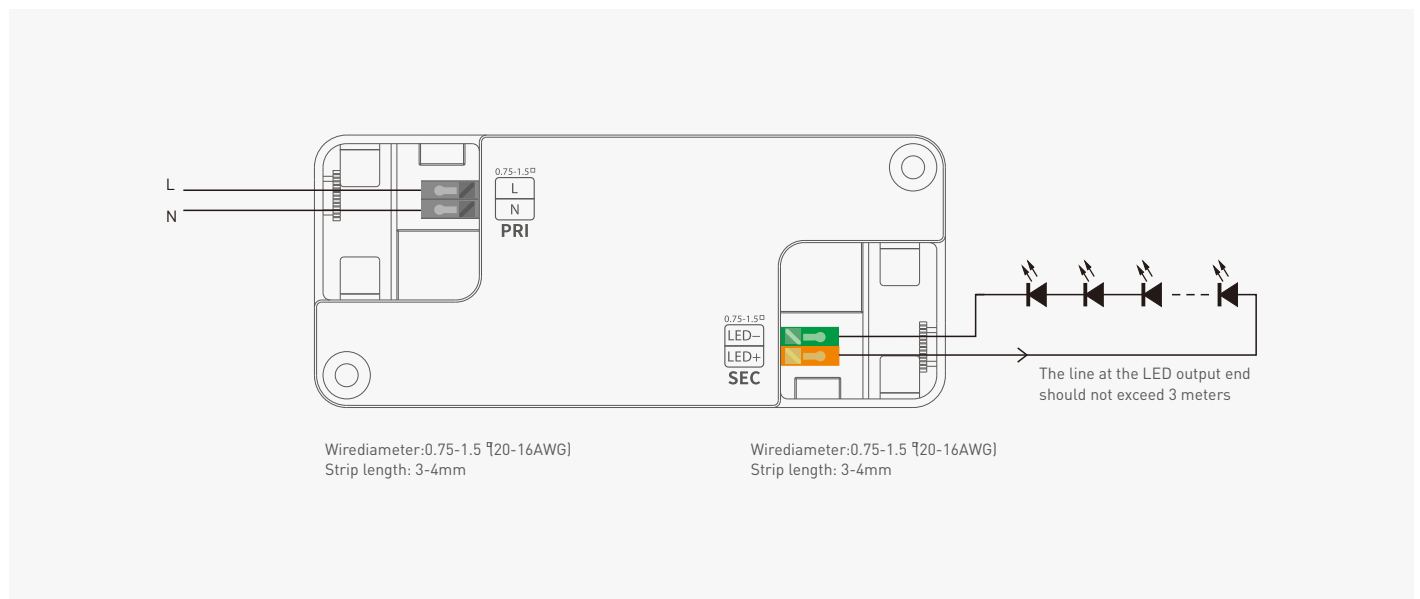 0.75-1.5□
L
L
N
N
PRI
0.75-1.5□
LED−
LED+
SEC
The line at the LED output end
should not exceed 3 meters
Wirediameter:0.75-1.5 (20-16AWG)
Strip length: 3-4mm
Wirediameter:0.75-1.5 (20-16AWG)
Strip length: 3-4mm